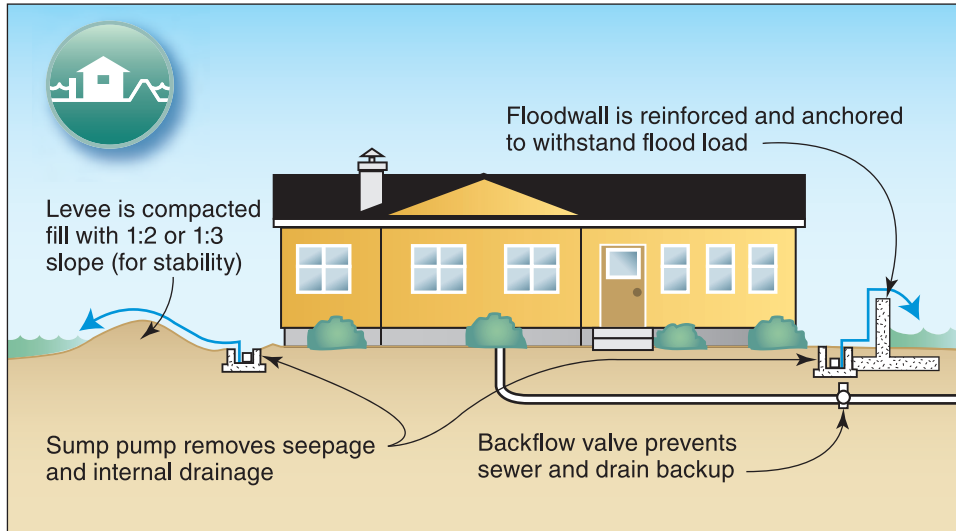 Floodwall is reinforced and anchored
to withstand flood load
Levee is compacted
fill with 1:2 or 1:3
slope (for stability)
Sump pump removes seepage
and internal drainage
Backflow valve prevents
sewer and drain backup